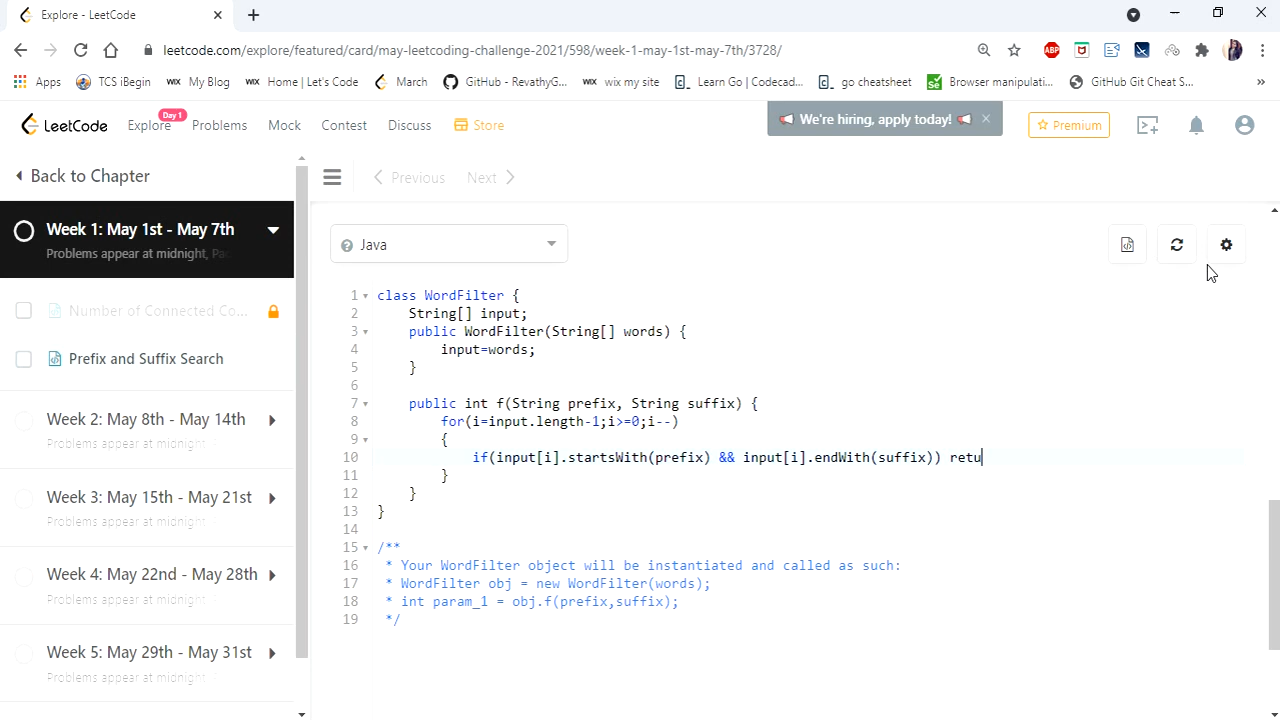 Explore - LeetCode
leetcode.com/explore/featured/card/may-leetcoding-challenge-2021/598/week-1-may-1st-may-7th/3728/
ABP
Apps TCS iBegin WIX My Blog WIX Home | Let's Code March GitHub - RevathyG... WIX wix my site Learn Go | Codecad... go cheatsheet Se Browser manipulati... GitHub Git Cheat S... »
LeetCode Explore Day 1 Problems Mock Contest Discuss Store We're hiring, apply today! Premium
Back to Chapter
Previous Next
Week 1: May 1st - May 7th
Problems appear at midnight, Pac
Number of Connected Co...
Prefix and Suffix Search
Week 2: May 8th - May 14th
Problems appear at midnight
Week 3: May 15th - May 21st
Problems appear at midnight
Week 4: May 22nd - May 28th
Problems appear at midnight
Week 5: May 29th - May 31st
Problems appear at midnight
Java
1 class WordFilter {
2 String[] input;
3 public WordFilter(String[] words) {
4 input=words;
5 }
6
7 public int f(String prefix, String suffix) {
8 for(i=input.length-1;i>=0;i--)
9 {
10 if(input[i].startsWith(prefix) && input[i].endWith(suffix)) retu
11 }
12 }
13 }
14
15 /**
16 * Your WordFilter object will be instantiated and called as such:
17 * WordFilter obj = new WordFilter(words);
18 * int param_1 = obj.f(prefix,suffix);
19 */